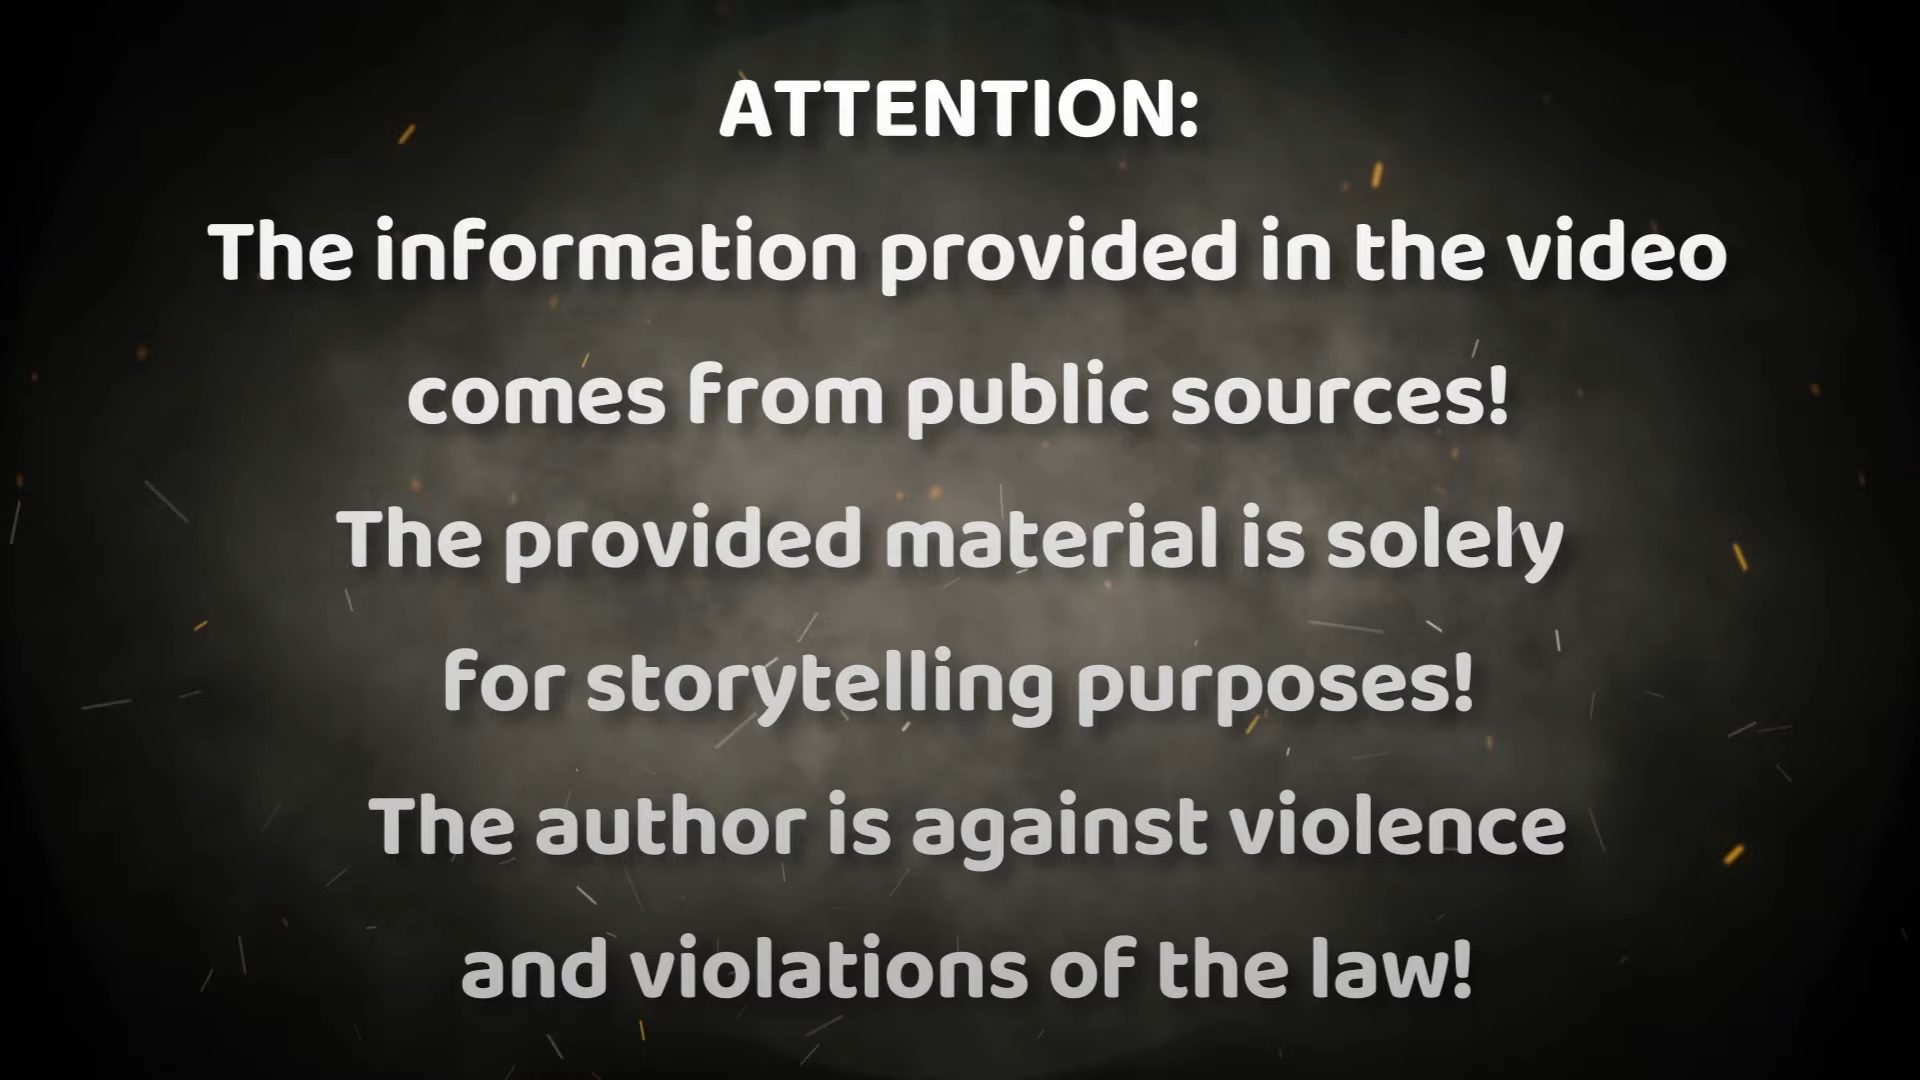 ATTENTION:
The information provided in the video
comes from public sources!
The provided material is solely
for storytelling purposes!
The author is against violence
and violations of the law!